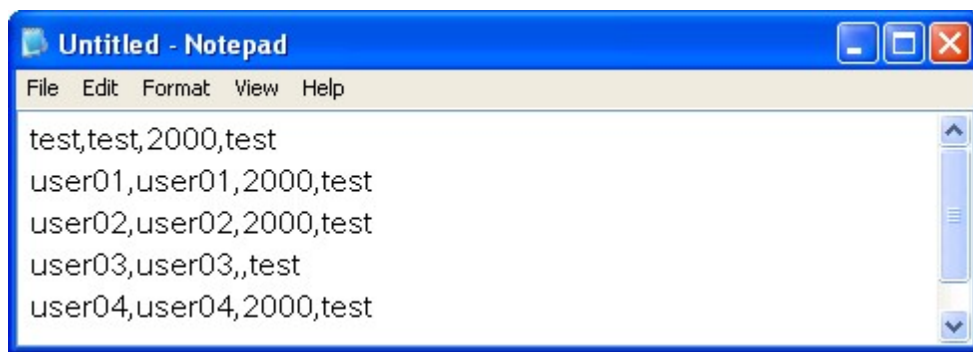 Untitled - Notepad
File Edit Format View Help
test,test,2000,test
user01,user01,2000,test
user02,user02,2000,test
user03,user03,,test
user04,user04,2000,test